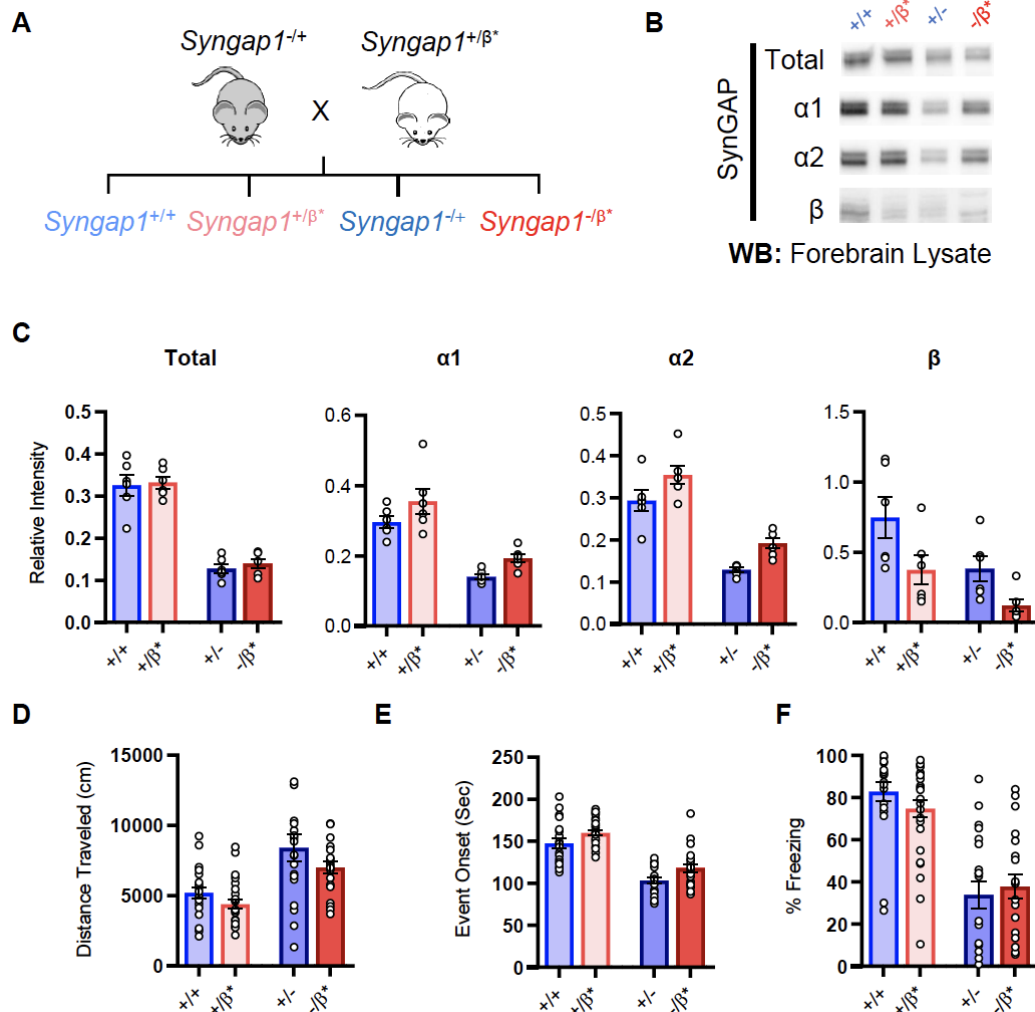 A
Syngap1-/+
Syngap1+/β*
X
Syngap1+/+
Syngap1+/β*
Syngap1-/+
Syngap1-/β*
B
+/+
+/β*
+/-
-/β*
SynGAP
Total
α1
α2
β
WB: Forebrain Lysate
C
Total
Relative Intensity
0.5
0.4
0.3
0.2
0.1
0.0
+/+
+/β*
+/-
-/β*
α1
0.6
0.4
0.2
0.0
+/+
+/β*
+/-
-/β*
α2
0.5
0.4
0.3
0.2
0.1
0.0
+/+
+/β*
+/-
-/β*
β
1.5
1.0
0.5
0.0
+/+
+/β*
+/-
-/β*
D
Distance Traveled (cm)
15000
10000
5000
0
+/+
+/β*
+/-
-/β*
E
Event Onset (Sec)
250
200
150
100
50
0
+/+
+/β*
+/-
-/β*
F
% Freezing
100
80
60
40
20
0
+/+
+/β*
+/-
-/β*